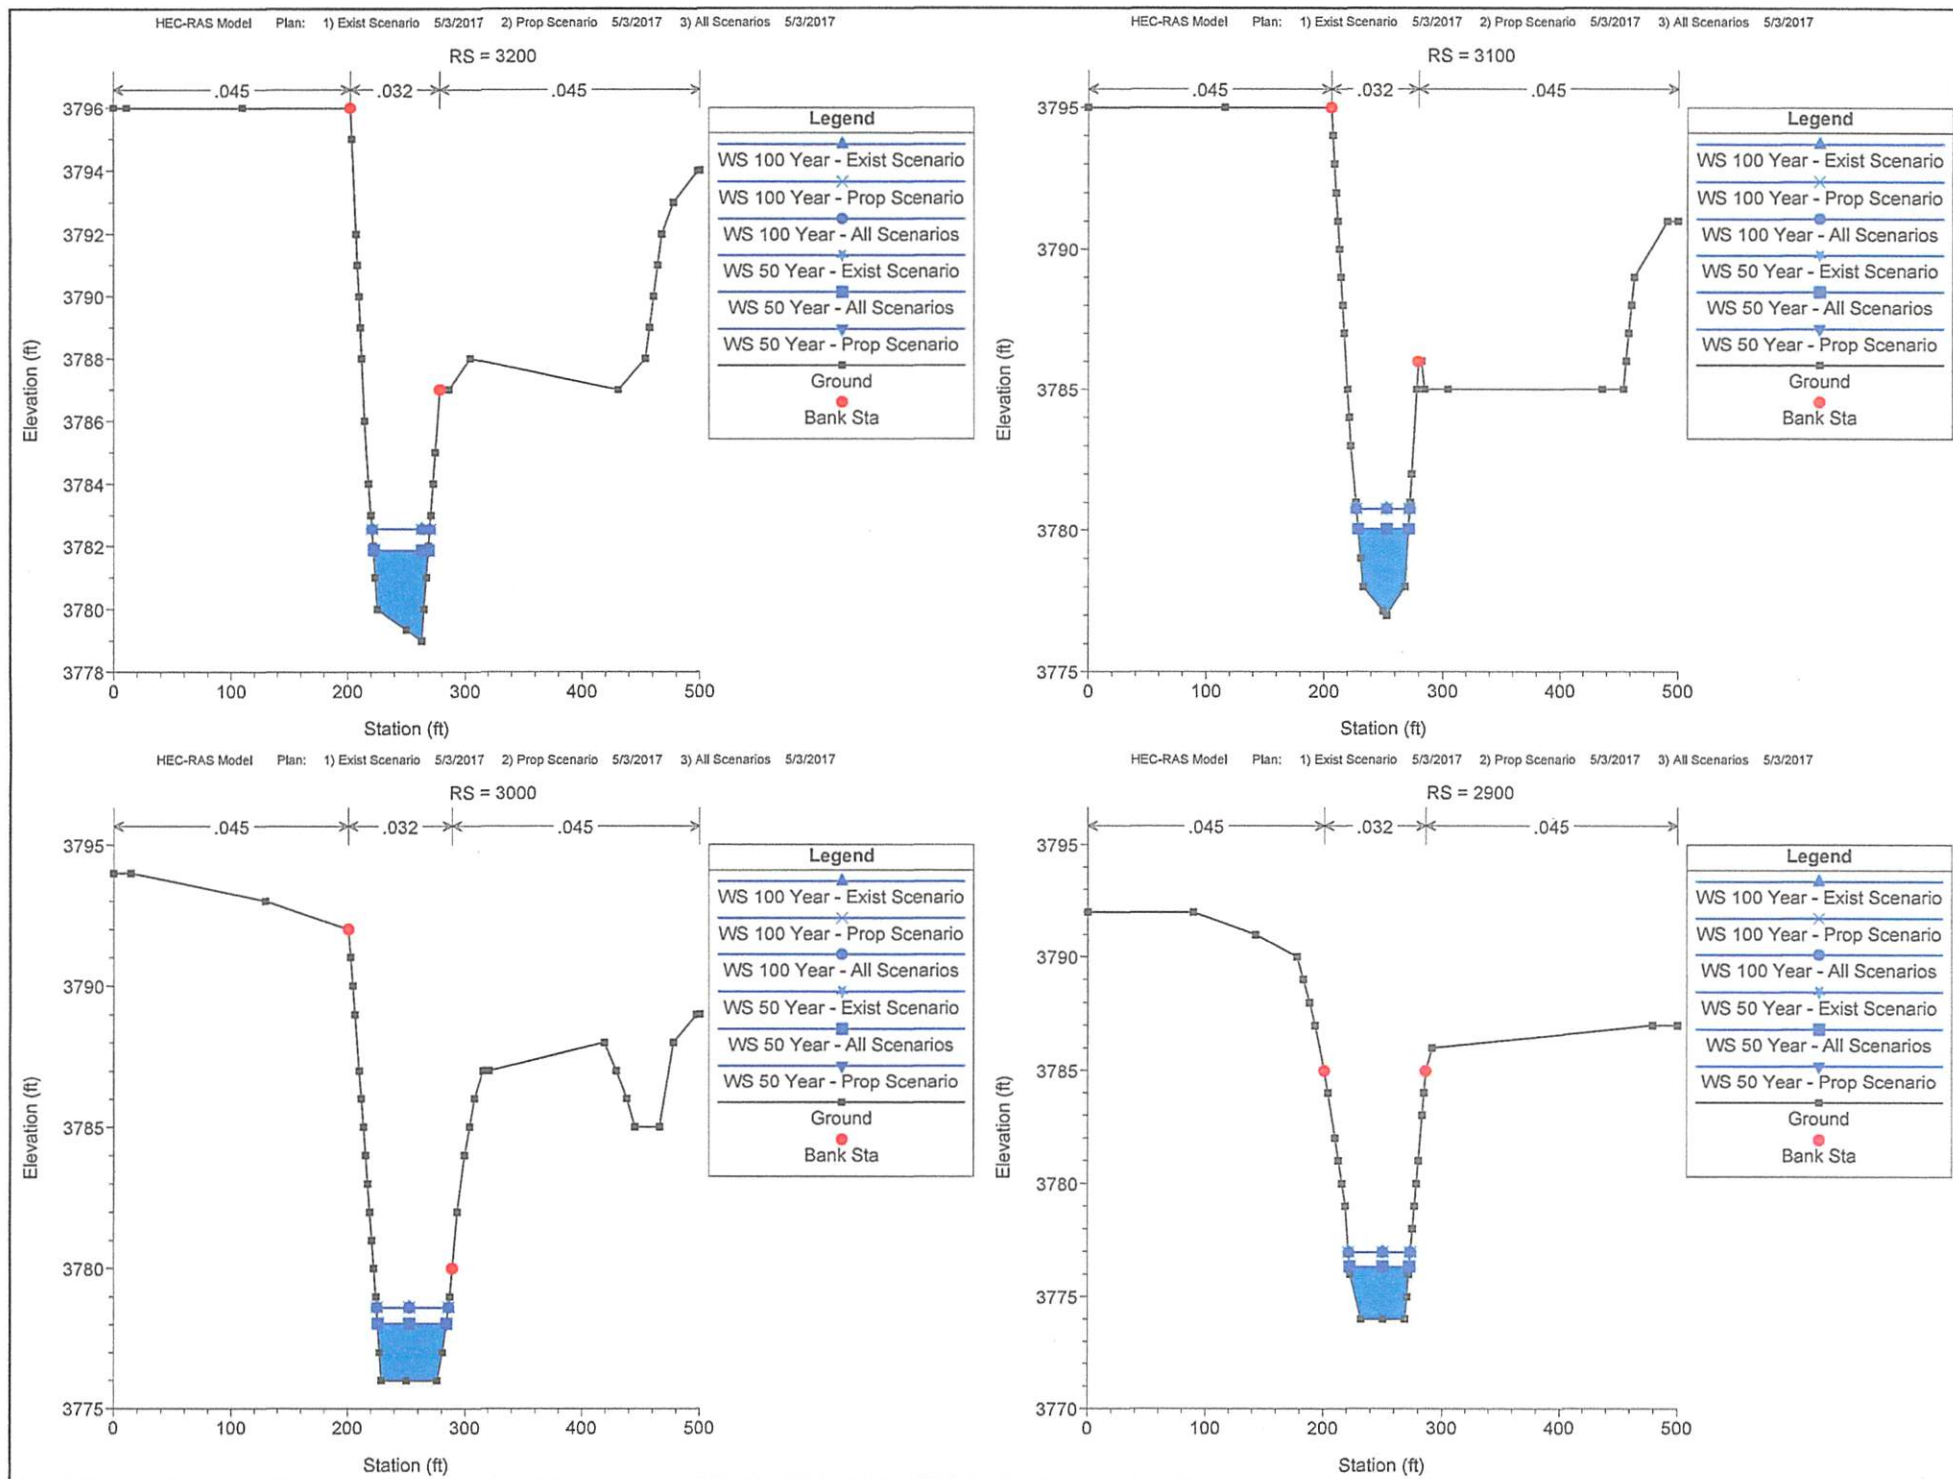 HEC-RAS Model Plan: 1) Exist Scenario 5/3/2017 2) Prop Scenario 5/3/2017 3) All Scenarios 5/3/2017
RS = 3200
.045 .032 .045
3796
3794
3792
3790
3788
3786
3784
3782
3780
3778
Elevation (ft)
0 100 200 300 400 500
Station (ft)
Legend
WS 100 Year - Exist Scenario
WS 100 Year - Prop Scenario
WS 100 Year - All Scenarios
WS 50 Year - Exist Scenario
WS 50 Year - All Scenarios
WS 50 Year - Prop Scenario
Ground
Bank Sta
HEC-RAS Model Plan: 1) Exist Scenario 5/3/2017 2) Prop Scenario 5/3/2017 3) All Scenarios 5/3/2017
RS = 3100
.045 .032 .045
3795
3790
3785
3780
3775
Elevation (ft)
0 100 200 300 400 500
Station (ft)
Legend
WS 100 Year - Exist Scenario
WS 100 Year - Prop Scenario
WS 100 Year - All Scenarios
WS 50 Year - Exist Scenario
WS 50 Year - All Scenarios
WS 50 Year - Prop Scenario
Ground
Bank Sta
HEC-RAS Model Plan: 1) Exist Scenario 5/3/2017 2) Prop Scenario 5/3/2017 3) All Scenarios 5/3/2017
RS = 3000
.045 .032 .045
3795
3790
3785
3780
3775
Elevation (ft)
0 100 200 300 400 500
Station (ft)
Legend
WS 100 Year - Exist Scenario
WS 100 Year - Prop Scenario
WS 100 Year - All Scenarios
WS 50 Year - Exist Scenario
WS 50 Year - All Scenarios
WS 50 Year - Prop Scenario
Ground
Bank Sta
HEC-RAS Model Plan: 1) Exist Scenario 5/3/2017 2) Prop Scenario 5/3/2017 3) All Scenarios 5/3/2017
RS = 2900
.045 .032 .045
3795
3790
3785
3780
3775
3770
Elevation (ft)
0 100 200 300 400 500
Station (ft)
Legend
WS 100 Year - Exist Scenario
WS 100 Year - Prop Scenario
WS 100 Year - All Scenarios
WS 50 Year - Exist Scenario
WS 50 Year - All Scenarios
WS 50 Year - Prop Scenario
Ground
Bank Sta